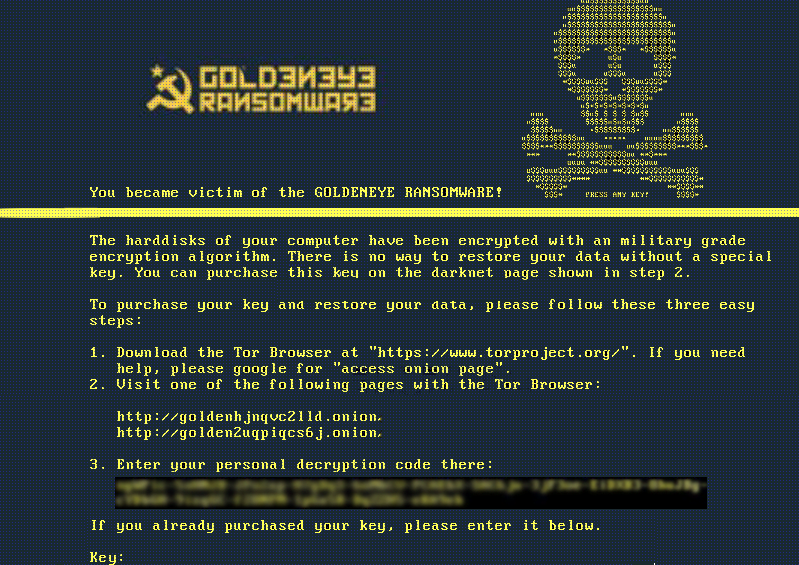 GOLDENEYE
RANSOMWARE
PRESS ANY KEY!
You became victim of the GOLDENEYE RANSOMWARE!
The harddisks of your computer have been encrypted with an military grade
encryption algorithm. There is no way to restore your data without a special
key. You can purchase this key on the darknet page shown in step 2.
To purchase your key and restore your data, please follow these three easy
steps:
1. Download the Tor Browser at "https://www.torproject.org/". If you need
help, please google for "access onion page".
2. Visit one of the following pages with the Tor Browser:
http://goldenhjnqvc2lld.onion,
http://golden2uqpiqcs6j.onion,
3. Enter your personal decryption code there:
If you already purchased your key, please enter it below.
Key: